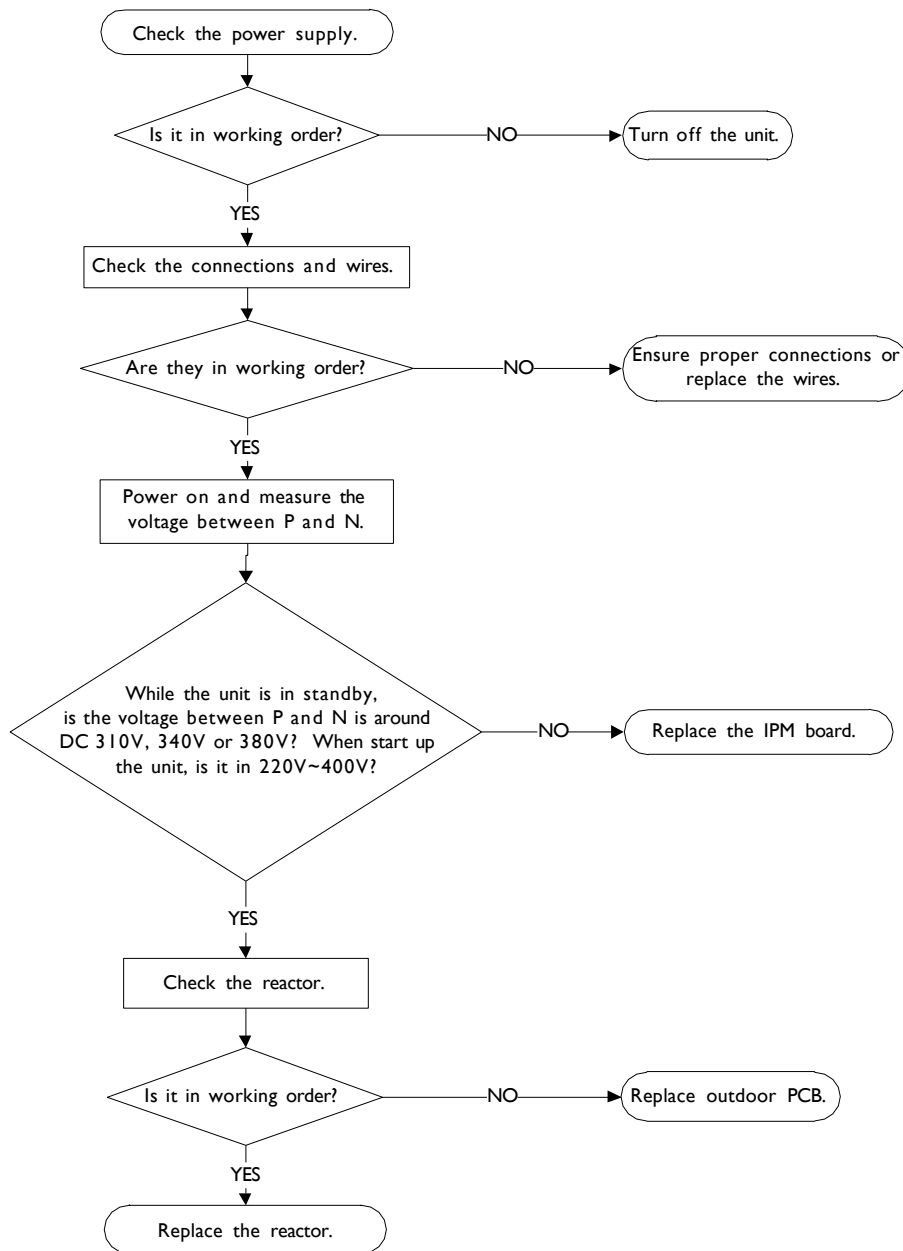 Check the power supply.
Is it in working order?
NO
Turn off the unit.
YES
Check the connections and wires.
Are they in working order?
NO
Ensure proper connections or
replace the wires.
YES
Power on and measure the
voltage between P and N.
While the unit is in standby,
is the voltage between P and N is around
DC 310V, 340V or 380V? When start up
the unit, is it in 220V~400V?
NO
Replace the IPM board.
YES
Check the reactor.
Is it in working order?
NO
Replace outdoor PCB.
YES
Replace the reactor.